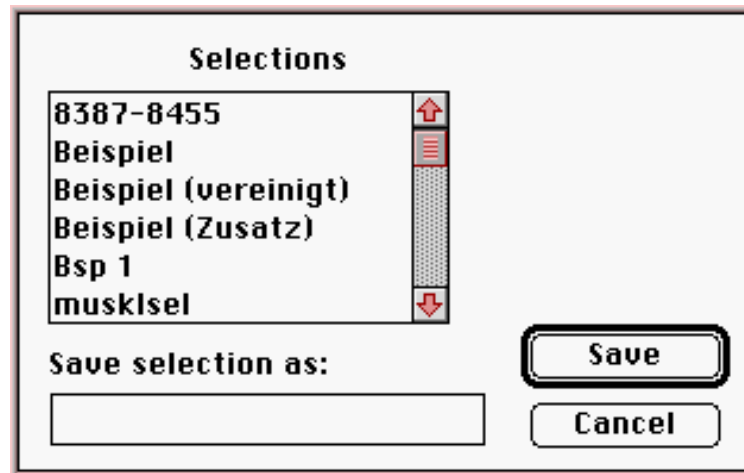 Selections
8387-8455
Beispiel
Beispiel (vereinigt)
Beispiel (Zusatz)
Bsp 1
musklsel
Save selection as:
Save
Cancel